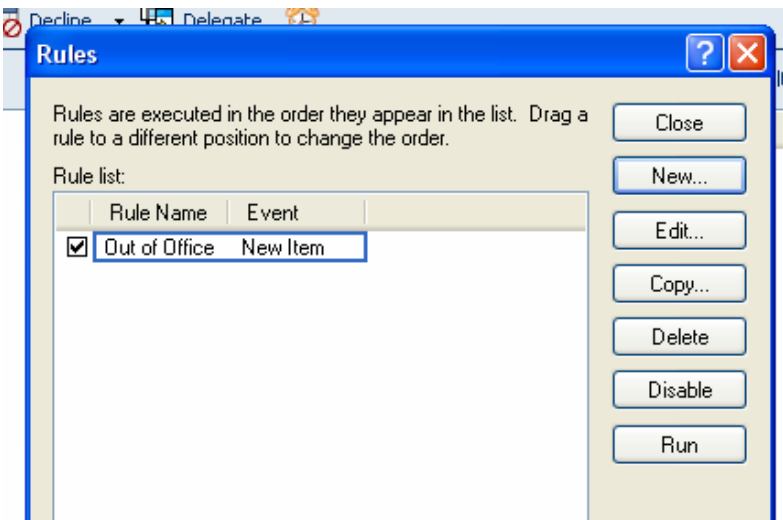 Decline Delegate
Rules
Rules are executed in the order they appear in the list. Drag a
rule to a different position to change the order.
Rule list:
Rule Name Event
Out of Office New Item
Close
New...
Edit...
Copy...
Delete
Disable
Run